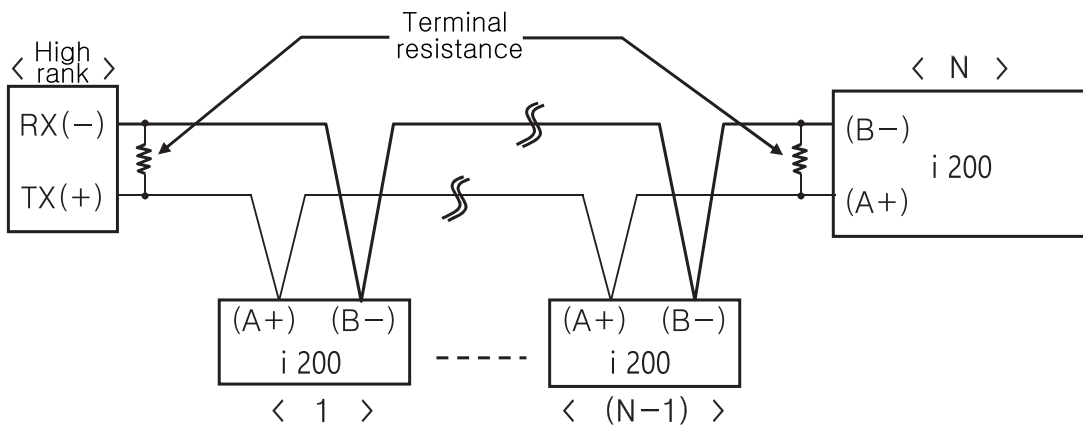 Terminal
resistance
〈 High
rank 〉
〈 N 〉
RX(-)
TX(+)
(B-)
i 200
(A+)
(A+) (B-)
i 200
〈 1 〉
(A+) (B-)
i 200
〈 (N-1) 〉